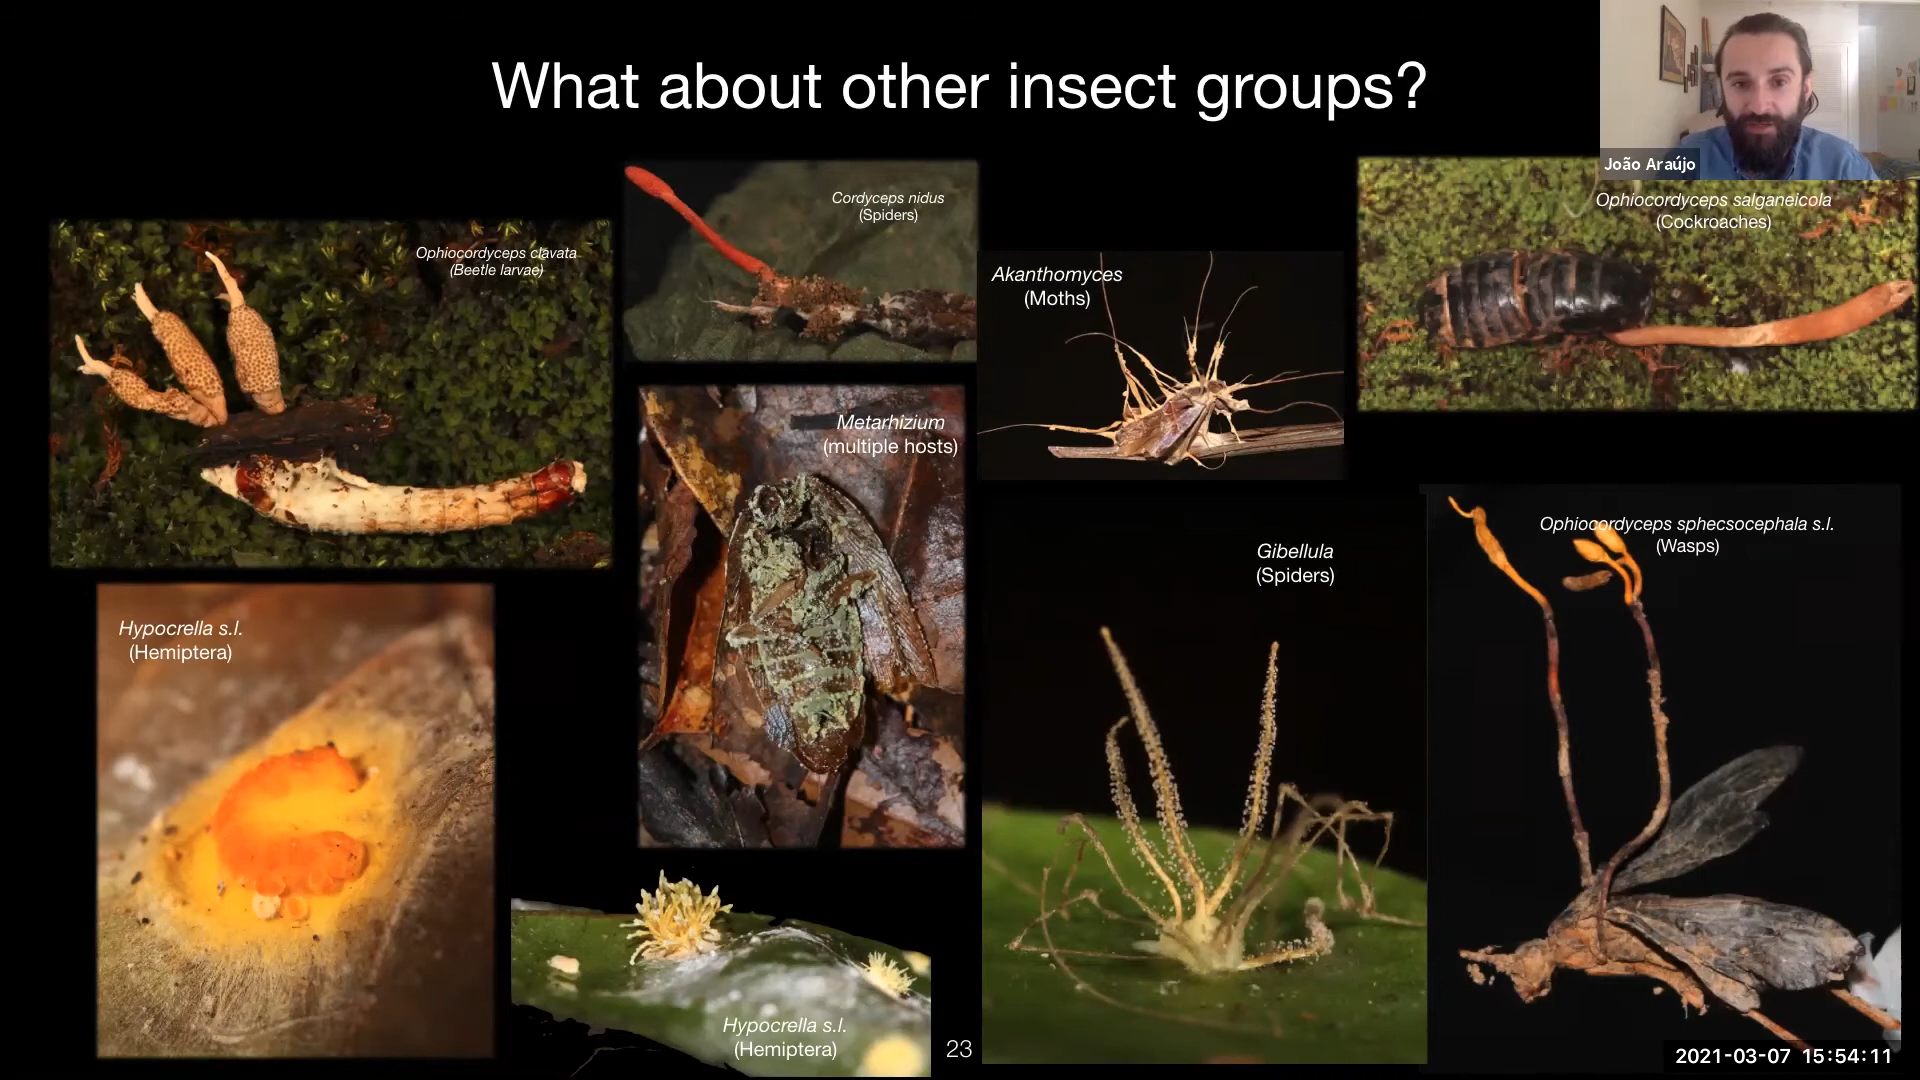 What about other insect groups?
João Araújo
Ophiocordyceps clavata
(Beetle larvae)
Cordyceps nidus
(Spiders)
Akanthomyces
(Moths)
Ophiocordyceps salganeicola
(Cockroaches)
Metarhizium
(multiple hosts)
Hypocrella s.l.
(Hemiptera)
Gibellula
(Spiders)
Ophiocordyceps sphecsocephala s.l.
(Wasps)
Hypocrella s.l.
(Hemiptera)
23
2021-03-07 15:54:11